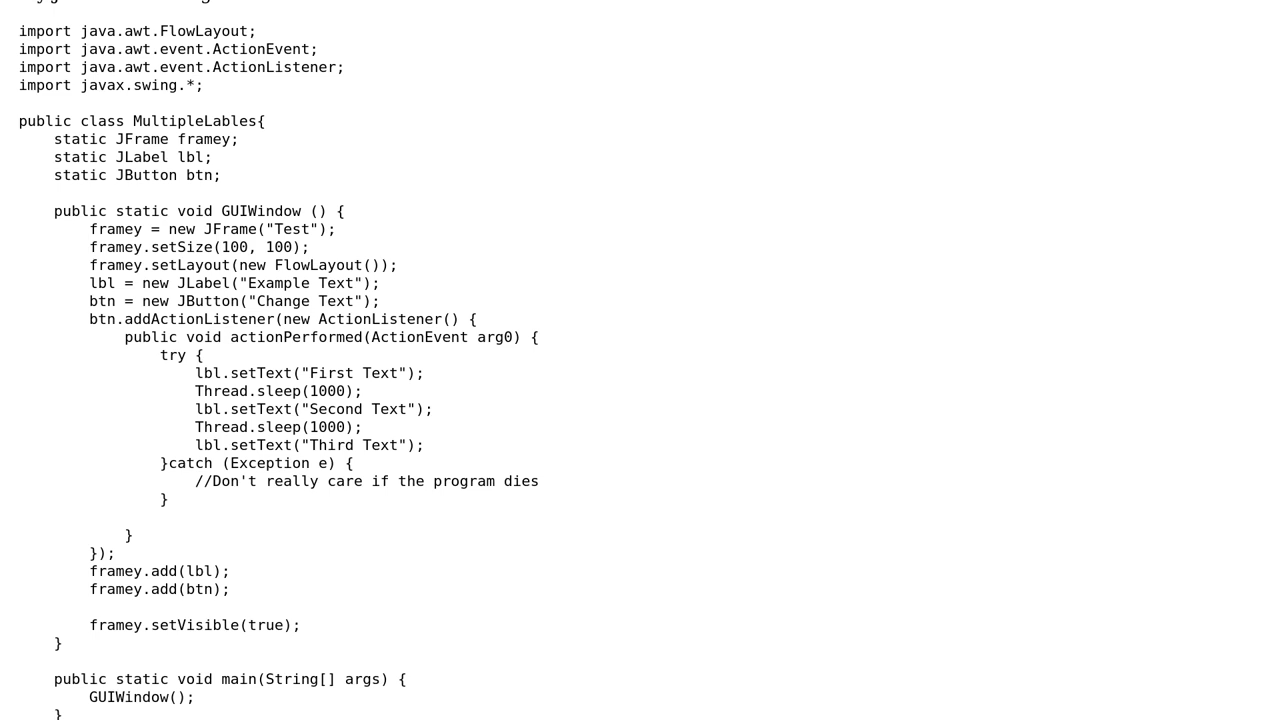 import java.awt.FlowLayout;
import java.awt.event.ActionEvent;
import java.awt.event.ActionListener;
import javax.swing.*;

public class MultipleLables{
    static JFrame framey;
    static JLabel lbl;
    static JButton btn;

    public static void GUIWindow () {
        framey = new JFrame("Test");
        framey.setSize(100, 100);
        framey.setLayout(new FlowLayout());
        lbl = new JLabel("Example Text");
        btn = new JButton("Change Text");
        btn.addActionListener(new ActionListener() {
            public void actionPerformed(ActionEvent arg0) {
                try {
                    lbl.setText("First Text");
                    Thread.sleep(1000);
                    lbl.setText("Second Text");
                    Thread.sleep(1000);
                    lbl.setText("Third Text");
                }catch (Exception e) {
                    //Don't really care if the program dies
                }

            }
        });
        framey.add(lbl);
        framey.add(btn);

        framey.setVisible(true);
    }

    public static void main(String[] args) {
        GUIWindow();
    }